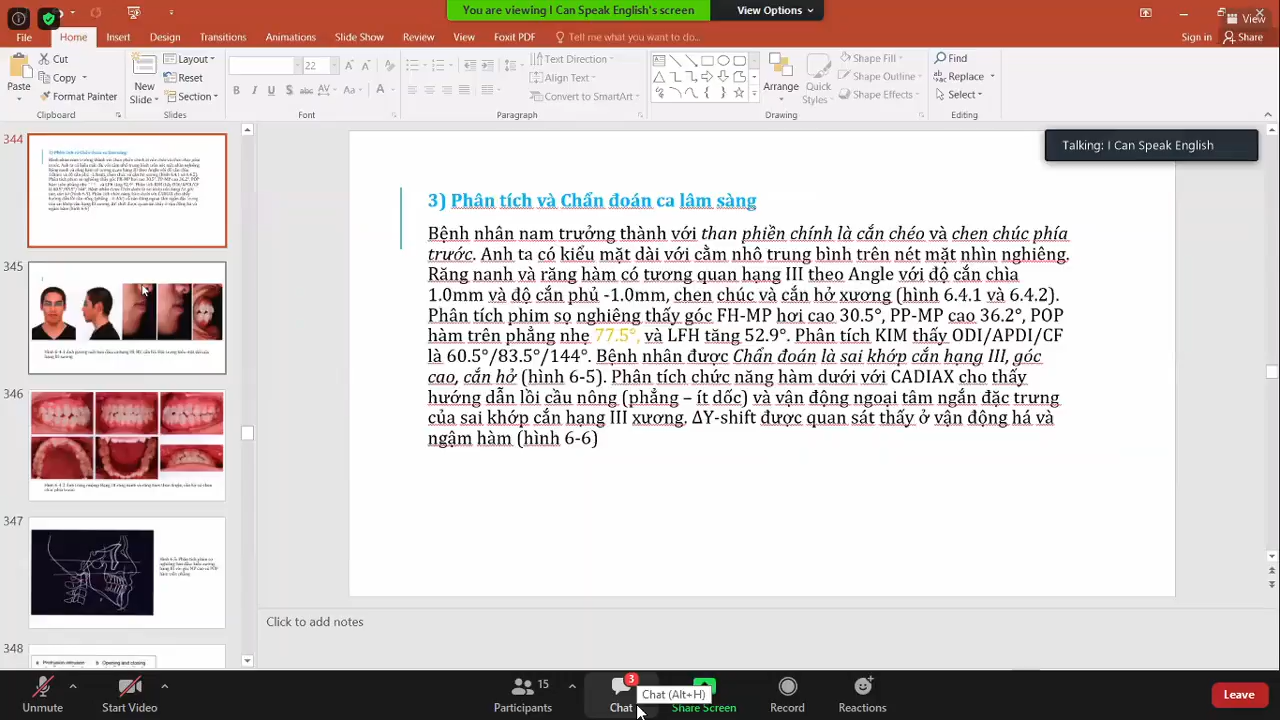 You are viewing I Can Speak English's screen
View Options
View
File Home Insert Design Transitions Animations Slide Show Review View Foxit PDF Tell me what you want to do...
Sign in Share
Paste
Cut
Copy
Format Painter
Clipboard
New Slide
Layout
Reset
Section
Slides
22
B I U S abc AV Aa A
Font
Text Direction
Align Text
Convert to SmartArt
Paragraph
Arrange
Quick Styles
Shape Fill
Shape Outline
Shape Effects
Drawing
Find
Replace
Select
Editing
Talking: I Can Speak English
344
345
346
347
348
3) Phân tích và Chẩn đoán ca lâm sàng
Bệnh nhân nam trưởng thành với than phiền chính là cắn chéo và chen chúc phía
trước. Anh ta có kiểu mặt dài với cằm nhô trung bình trên nét mặt nhìn nghiêng.
Răng nanh và răng hàm có tương quan hạng III theo Angle với độ cắn chìa
1.0mm và độ cắn phủ -1.0mm, chen chúc và cắn hở xương (hình 6.4.1 và 6.4.2).
Phân tích phim sọ nghiêng thấy góc FH-MP hơi cao 30.5°, PP-MP cao 36.2°, POP
hàm trên phẳng nhẹ 77.5°, và LFH tăng 52.9°. Phân tích KIM thấy ODI/APDI/CF
là 60.5°/83.5°/144°. Bệnh nhân được Chẩn đoán là sai khớp cắn hạng III, góc
cao, cắn hở (hình 6-5). Phân tích chức năng hàm dưới với CADIAX cho thấy
hướng dẫn lồi cầu nông (phẳng – ít dốc) và vận động ngoại tâm ngắn đặc trưng
của sai khớp cắn hạng III xương. ΔY-shift được quan sát thấy ở vận động há và
ngậm hàm (hình 6-6)
Click to add notes
Unmute
Start Video
15
Participants
3
Chat
Chat (Alt+H)
Share Screen
Record
Reactions
Leave